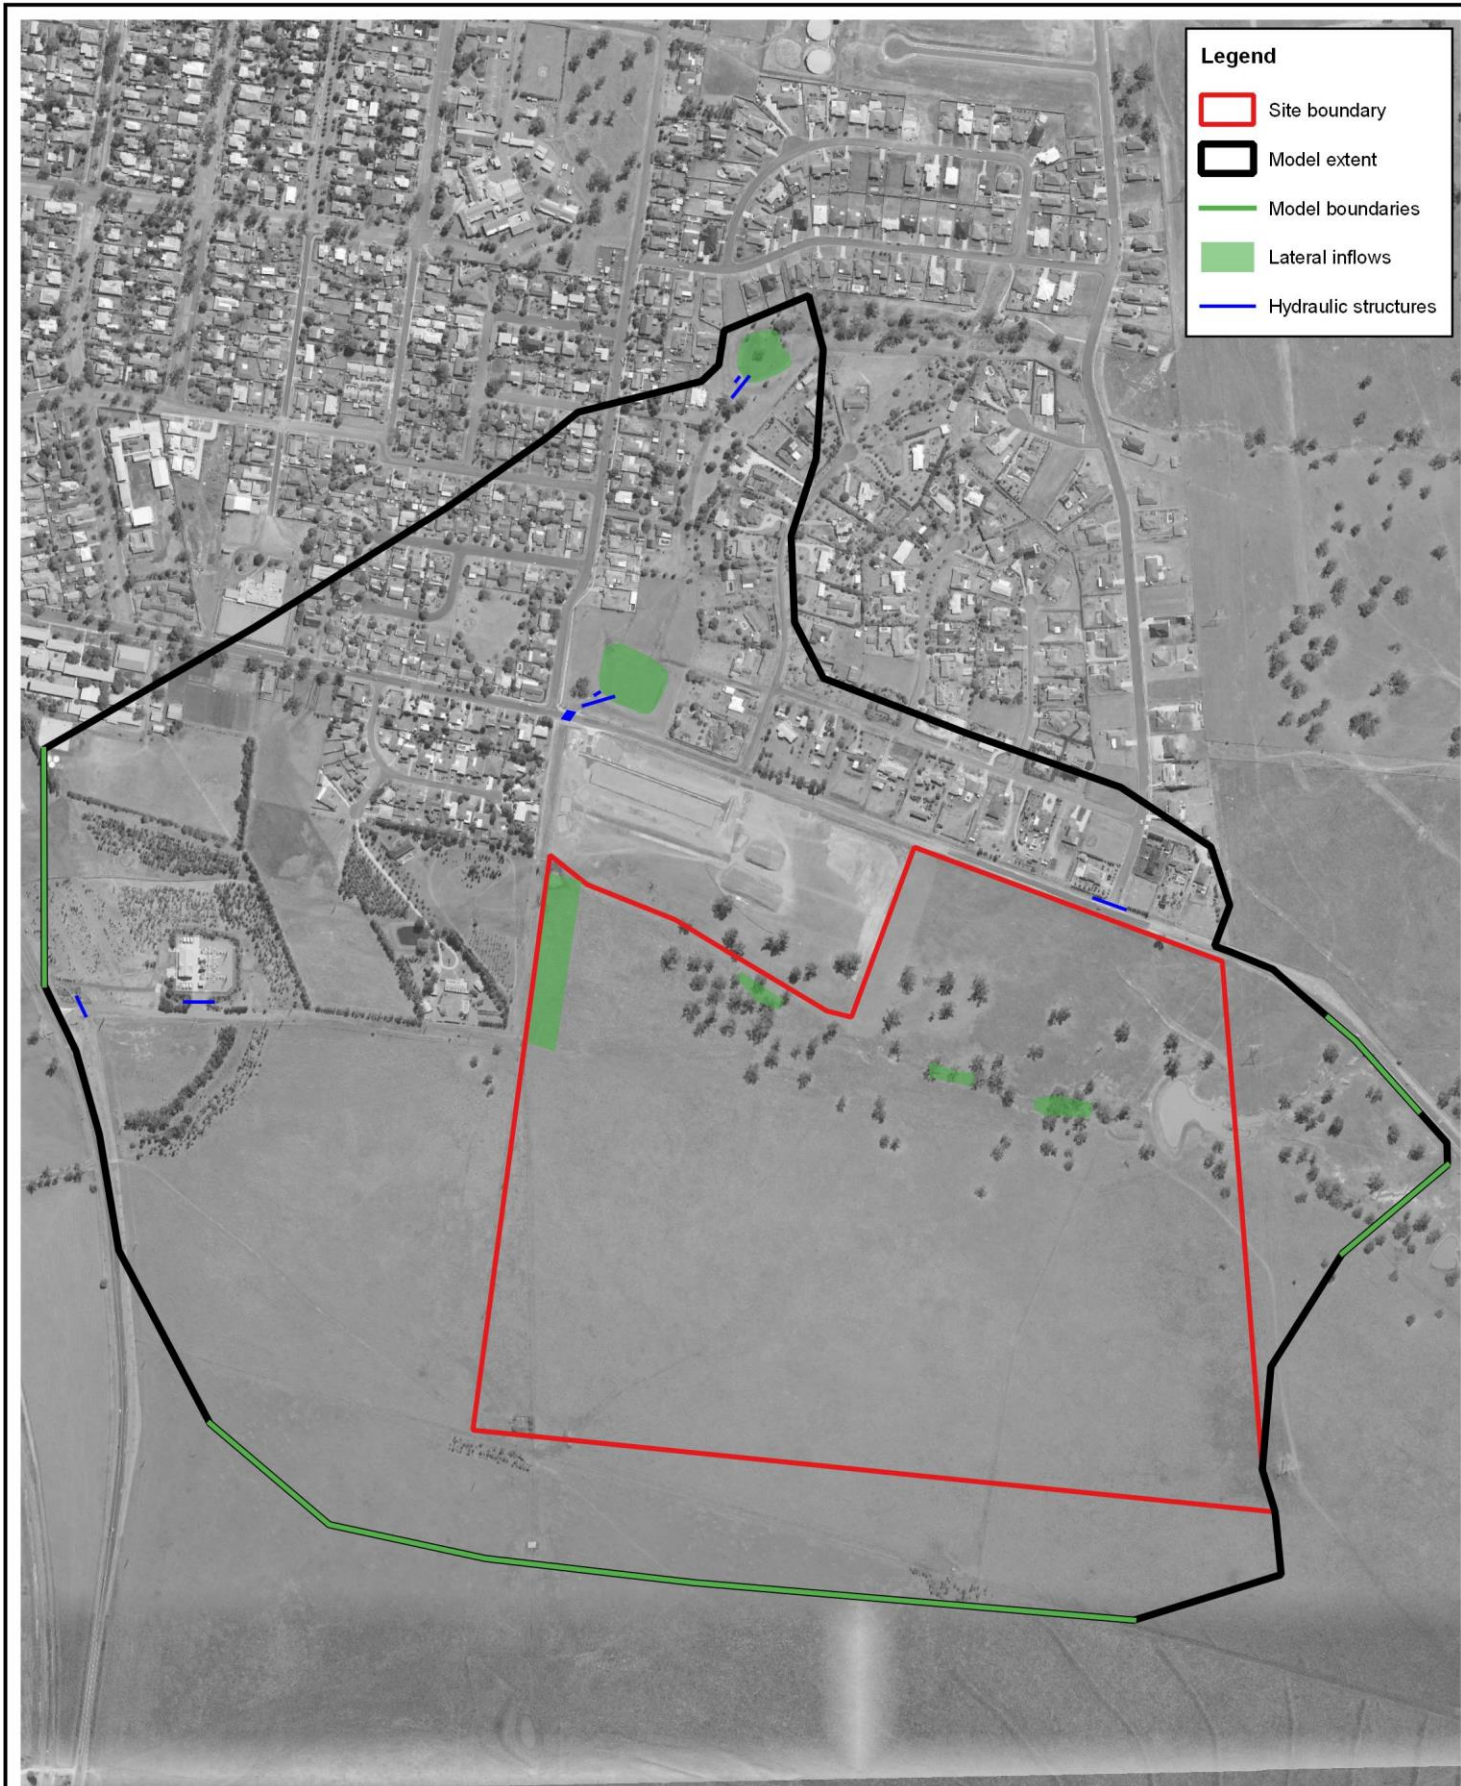 Legend
Site boundary
Model extent
Model boundaries
Lateral inflows
Hydraulic structures